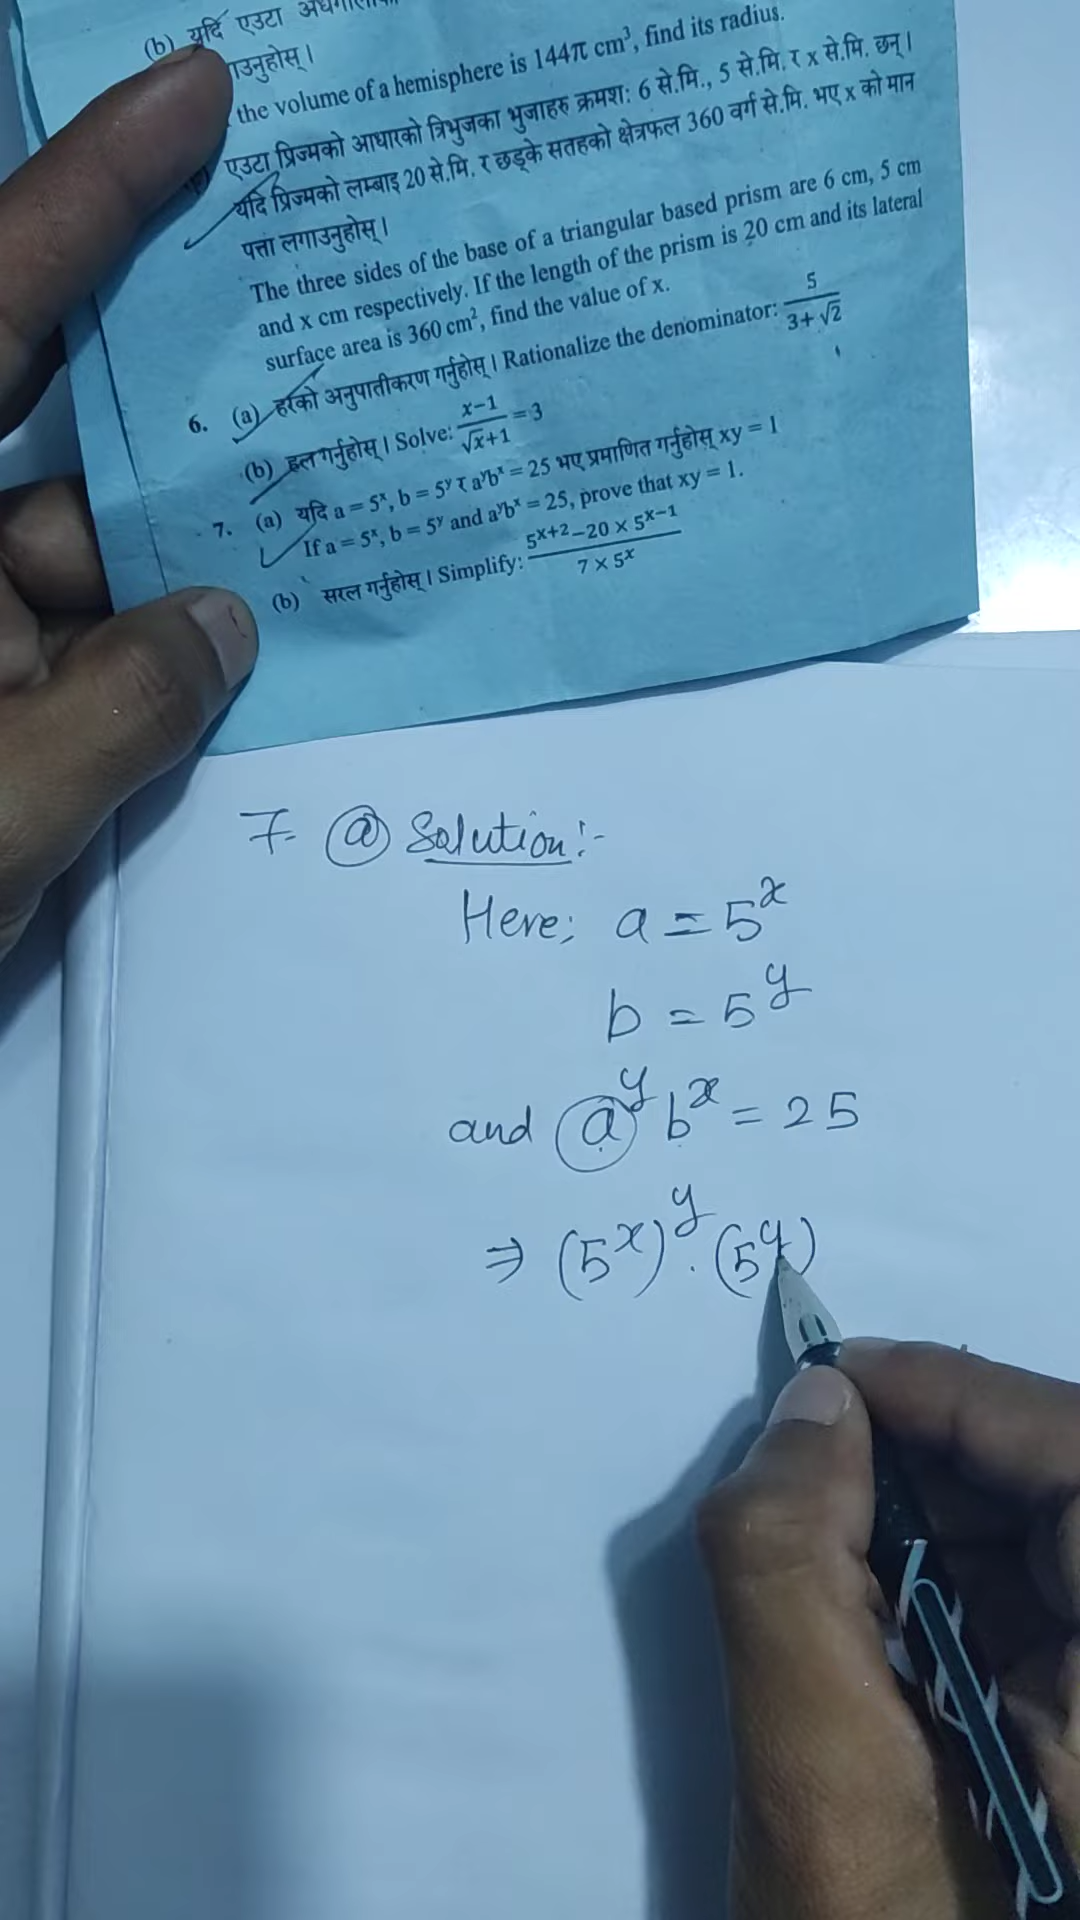 (b) यदि एउटा
गाउनुहोस् ।
the volume of a hemisphere is 144π cm³, find its radius.
एउटा प्रिज्मको आधारको त्रिभुजका भुजाहरु क्रमशः 6 से.मि., 5 से.मि. र x से.मि. छन् ।
यदि प्रिज्मको लम्बाइ 20 से.मि. र छड्के सतहको क्षेत्रफल 360 वर्ग से.मि. भए x को मान
पत्ता लगाउनुहोस् ।
The three sides of the base of a triangular based prism are 6 cm, 5 cm
and x cm respectively. If the length of the prism is 20 cm and its lateral
surface area is 360 cm², find the value of x.
6. (a) हरको अनुपातीकरण गर्नुहोस् । Rationalize the denominator: 5/(3+√2)
(b) हल गर्नुहोस् । Solve: (x−1)/(√x+1) = 3
7. (a) यदि a = 5ˣ, b = 5ʸ र aʸbˣ = 25 भए प्रमाणित गर्नुहोस् xy = 1
If a = 5ˣ, b = 5ʸ and aʸbˣ = 25, prove that xy = 1.
(b) सरल गर्नुहोस् । Simplify: (5ˣ⁺²−20 × 5ˣ⁻¹)/(7 × 5ˣ)
7. (a) Solution:-
Here; a = 5ˣ
b = 5ʸ
and aʸ bˣ = 25
⇒ (5ˣ)ʸ . (5ʸ)